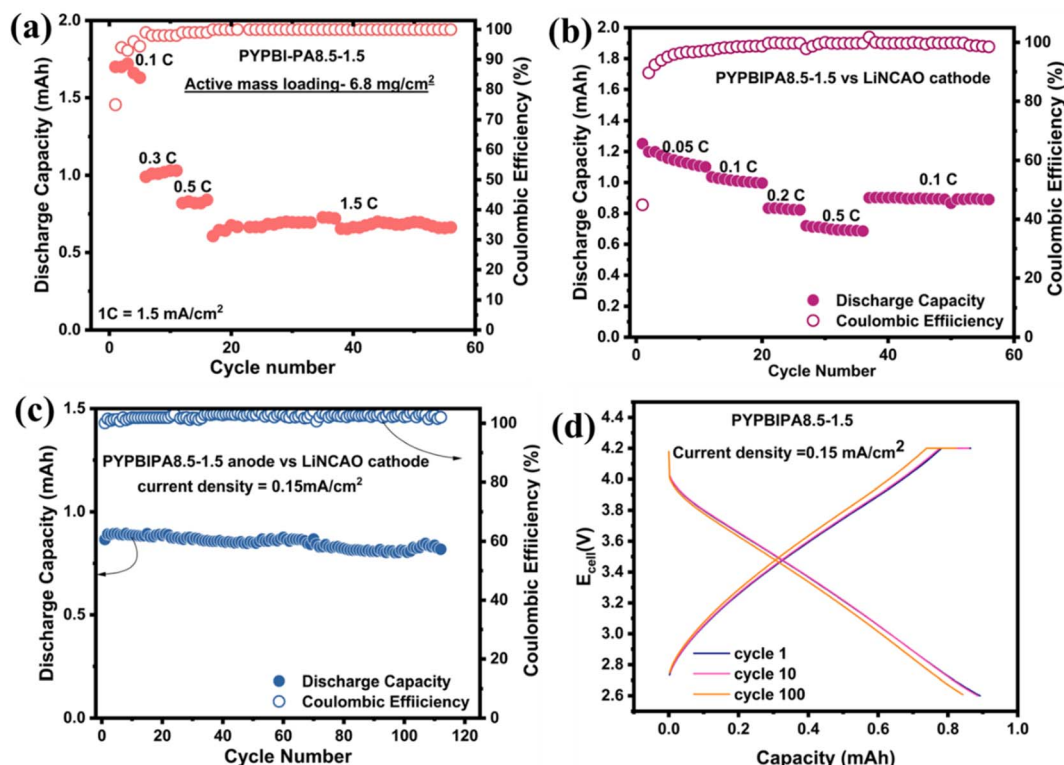 (a)
PYPBI-PA8.5-1.5
Active mass loading- 6.8 mg/cm²
0.1 C
0.3 C
0.5 C
1.5 C
1C = 1.5 mA/cm²
Discharge Capacity (mAh)
2.0
1.5
1.0
0.5
0.0
Coulombic Efficiency (%)
100
90
80
70
60
50
40
30
20
10
0
0 20 40 60
Cycle number
(b)
PYPBIPA8.5-1.5 vs LiNCAO cathode
0.05 C
0.1 C
0.2 C
0.5 C
0.1 C
Discharge Capacity
Coulombic Effiiciency
Discharge Capacity (mAh)
2.0
1.8
1.6
1.4
1.2
1.0
0.8
0.6
0.4
0.2
0.0
Coulombic Effiiciency (%)
100
80
60
40
20
0
0 20 40 60
Cycle Number
(c)
PYPBIPA8.5-1.5 anode vs LiNCAO cathode
current density = 0.15mA/cm²
Discharge Capacity
Coulombic Effiiciency
Discharge Capacity (mAh)
1.5
1.0
0.5
0.0
Coulombic Effiiciency (%)
100
80
60
40
20
0
0 20 40 60 80 100 120
Cycle Number
(d)
PYPBIPA8.5-1.5
Current density =0.15 mA/cm²
cycle 1
cycle 10
cycle 100
E_cell(V)
4.4
4.2
4.0
3.8
3.6
3.4
3.2
3.0
2.8
2.6
0.0 0.2 0.4 0.6 0.8 1.0
Capacity (mAh)